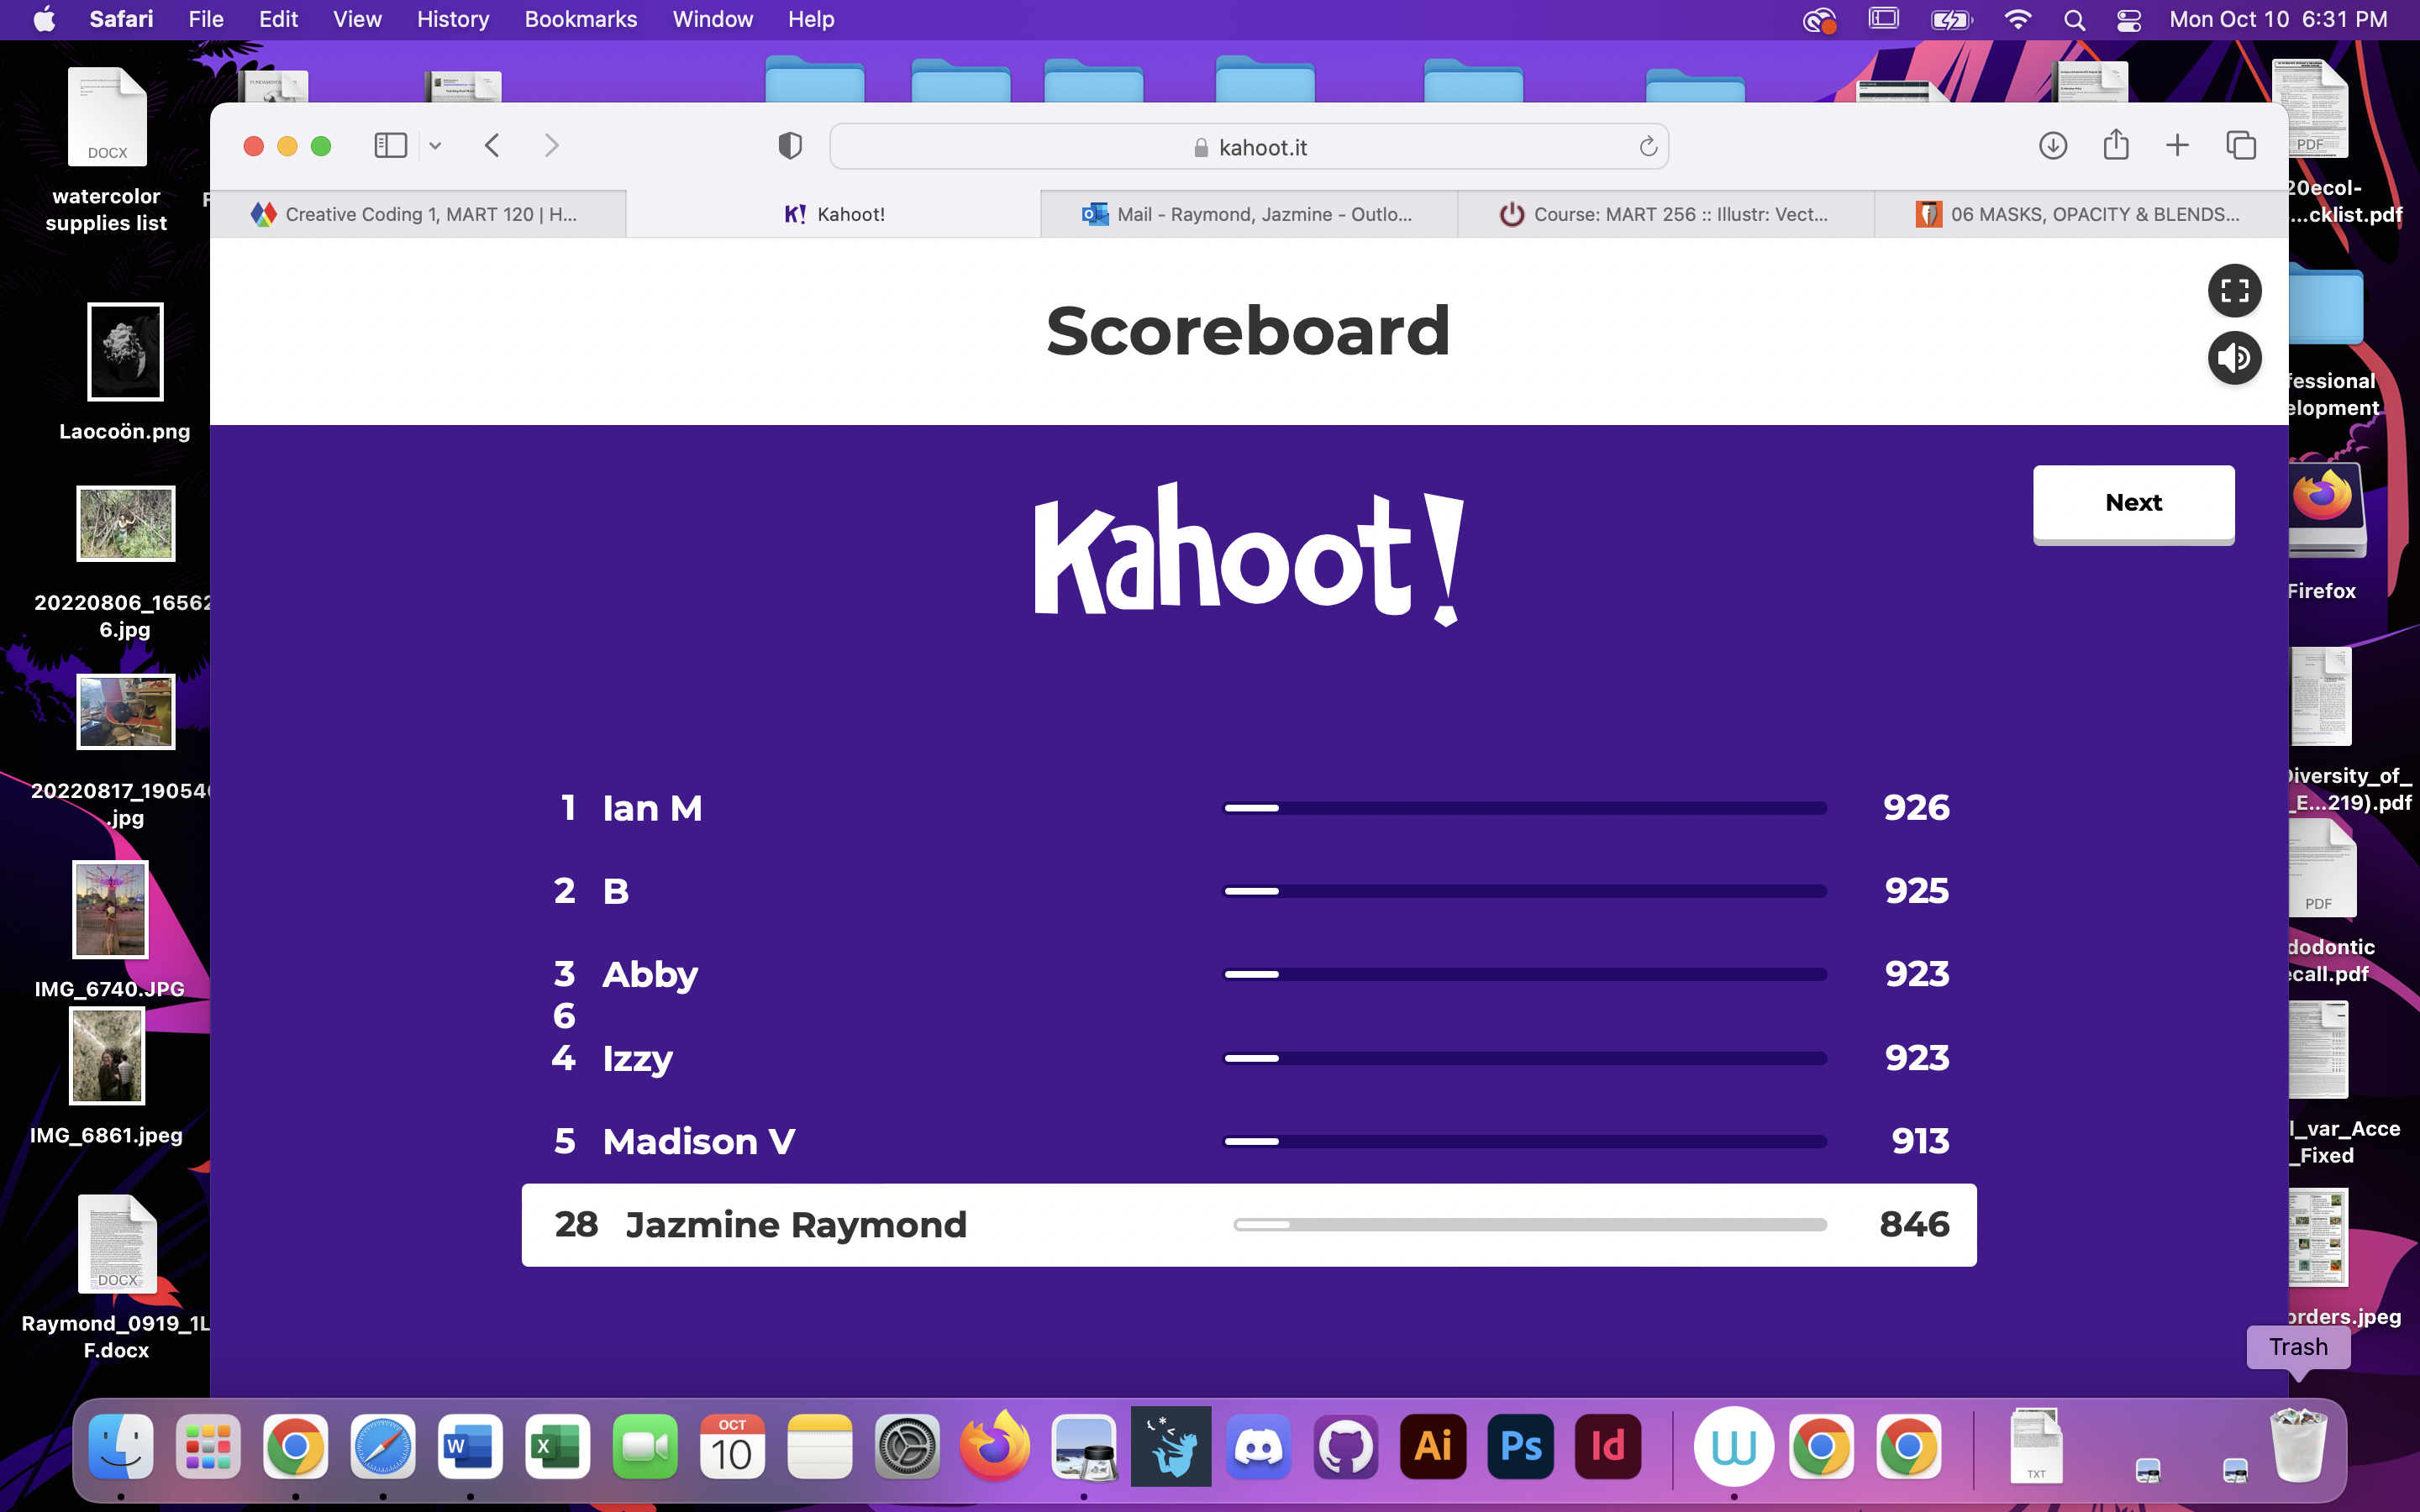 Safari File Edit View History Bookmarks Window Help Mon Oct 10 6:31 PM
kahoot.it
Creative Coding 1, MART 120 | H...
K! Kahoot!
Mail - Raymond, Jazmine - Outlo...
Course: MART 256 :: Illustr: Vect...
06 MASKS, OPACITY & BLENDS...
Scoreboard
Kahoot!
Next
1 Ian M 926
2 B 925
3 Abby 923
6
4 Izzy 923
5 Madison V 913
28 Jazmine Raymond 846
DOCX
watercolor
supplies list
Laocoön.png
20220806_16562
6.jpg
20220817_19054
.jpg
IMG_6740.JPG
IMG_6861.jpeg
DOCX
Raymond_0919_1L
F.docx
PDF
20ecol-
...cklist.pdf
fessional
elopment
Firefox
Diversity_of_
_E...219).pdf
PDF
dodontic
ecall.pdf
l_var_Acce
_Fixed
orders.jpeg
Trash
W
X
OCT
10
Ai
Ps
Id
W
TXT